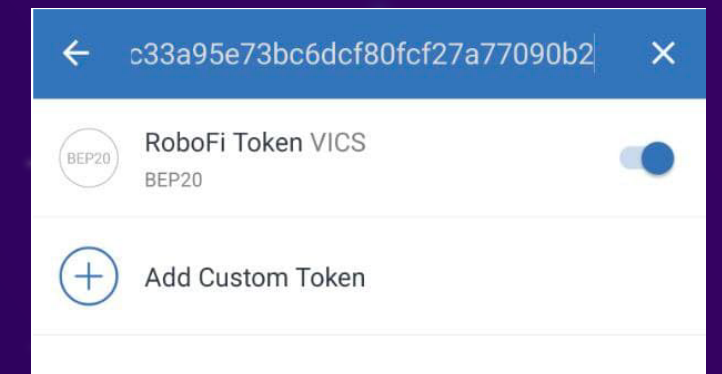 c33a95e73bc6dcf80fcf27a77090b2
BEP20
RoboFi Token VICS
BEP20
Add Custom Token